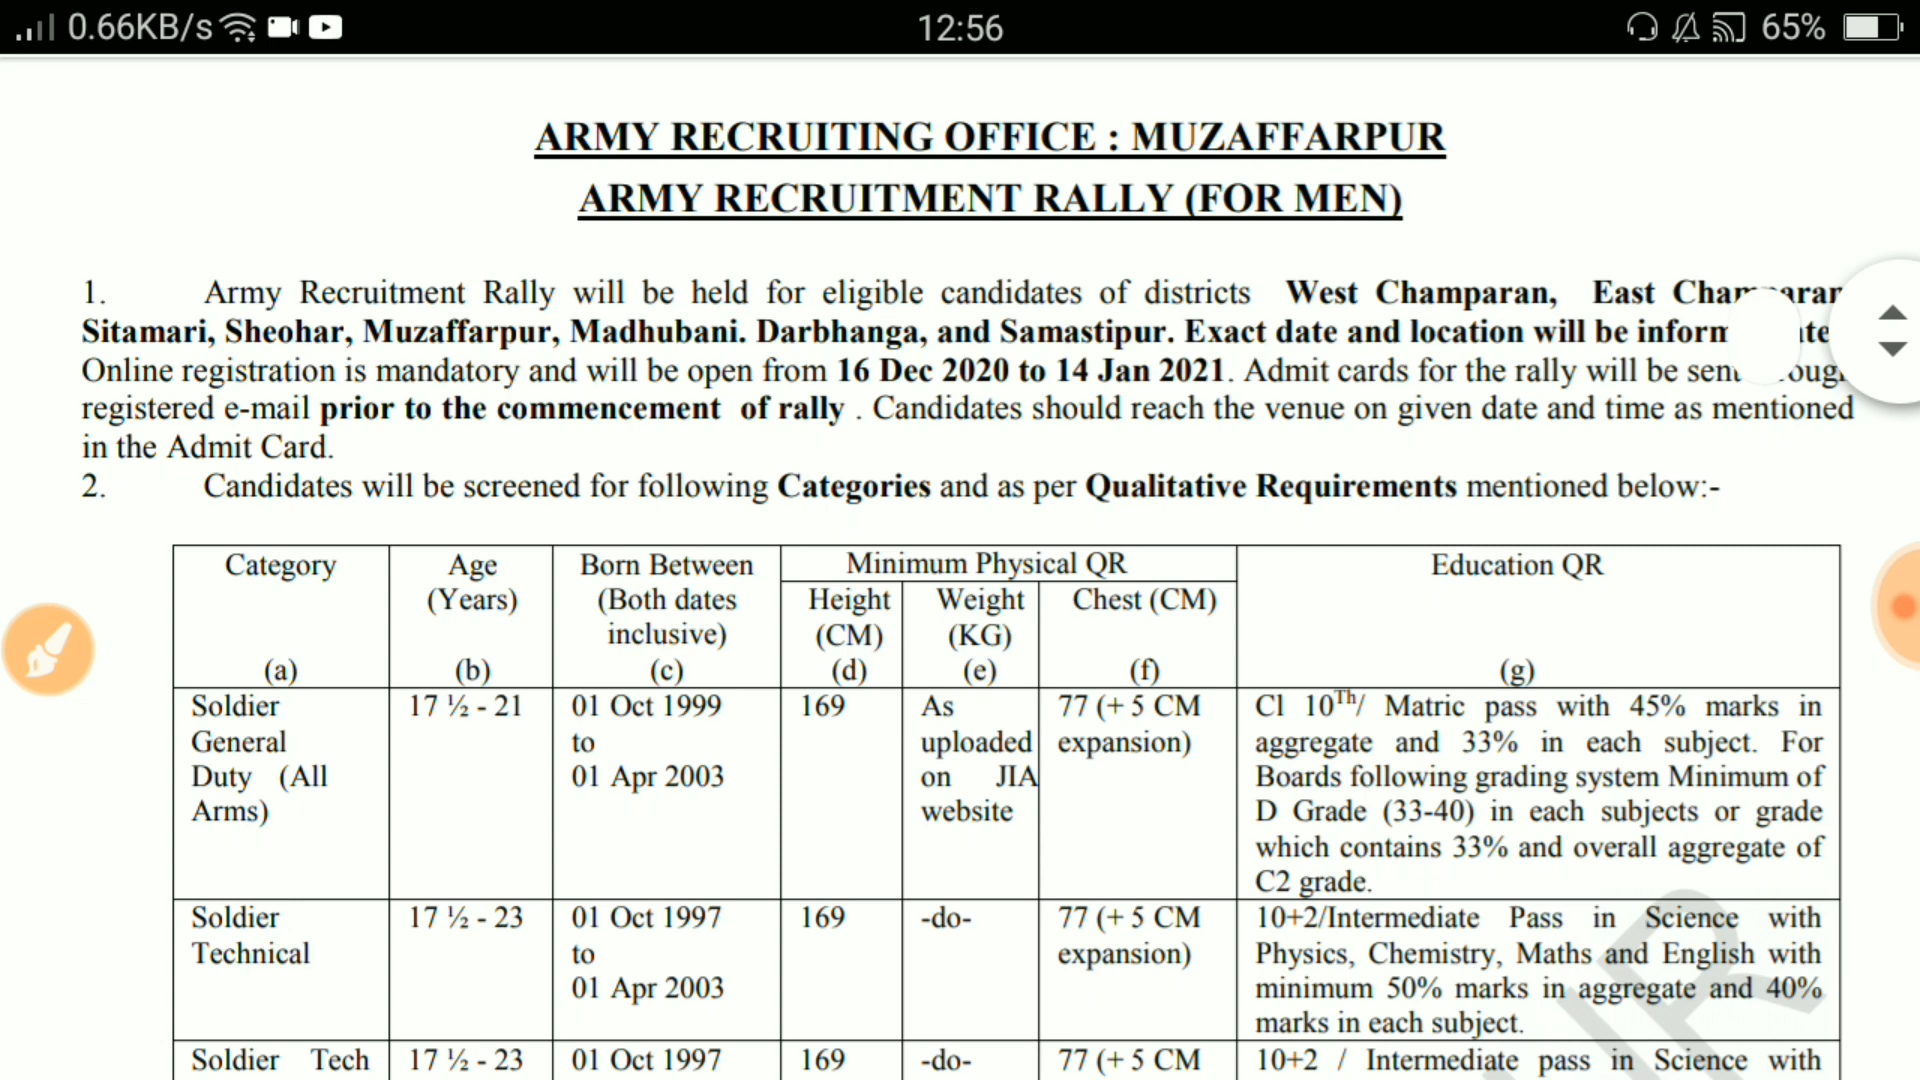 0.66KB/s 12:56 65%
ARMY RECRUITING OFFICE : MUZAFFARPUR
ARMY RECRUITMENT RALLY (FOR MEN)
1. Army Recruitment Rally will be held for eligible candidates of districts West Champaran, East
Sitamari, Sheohar, Muzaffarpur, Madhubani. Darbhanga, and Samastipur. Exact date and location will be
Online registration is mandatory and will be open from 16 Dec 2020 to 14 Jan 2021. Admit cards for the rally will be
registered e-mail prior to the commencement of rally . Candidates should reach the venue on given date and time as mentioned
in the Admit Card.
2. Candidates will be screened for following Categories and as per Qualitative Requirements mentioned below:-
Category Age Born Between Minimum Physical QR Education QR
(Years) (Both dates Height Weight Chest (CM)
inclusive) (CM) (KG)
(a) (b) (c) (d) (e) (f) (g)
Soldier 17 ½ - 21 01 Oct 1999 169 As 77 (+ 5 CM Cl 10Th/ Matric pass with 45% marks in
General to uploaded expansion) aggregate and 33% in each subject. For
Duty (All 01 Apr 2003 on JIA Boards following grading system Minimum of
Arms) website D Grade (33-40) in each subjects or grade
which contains 33% and overall aggregate of
C2 grade.
Soldier 17 ½ - 23 01 Oct 1997 169 -do- 77 (+ 5 CM 10+2/Intermediate Pass in Science with
Technical to expansion) Physics, Chemistry, Maths and English with
01 Apr 2003 minimum 50% marks in aggregate and 40%
marks in each subject.
Soldier Tech 17 ½ - 23 01 Oct 1997 169 -do- 77 (+ 5 CM 10+2 / Intermediate pass in Science with